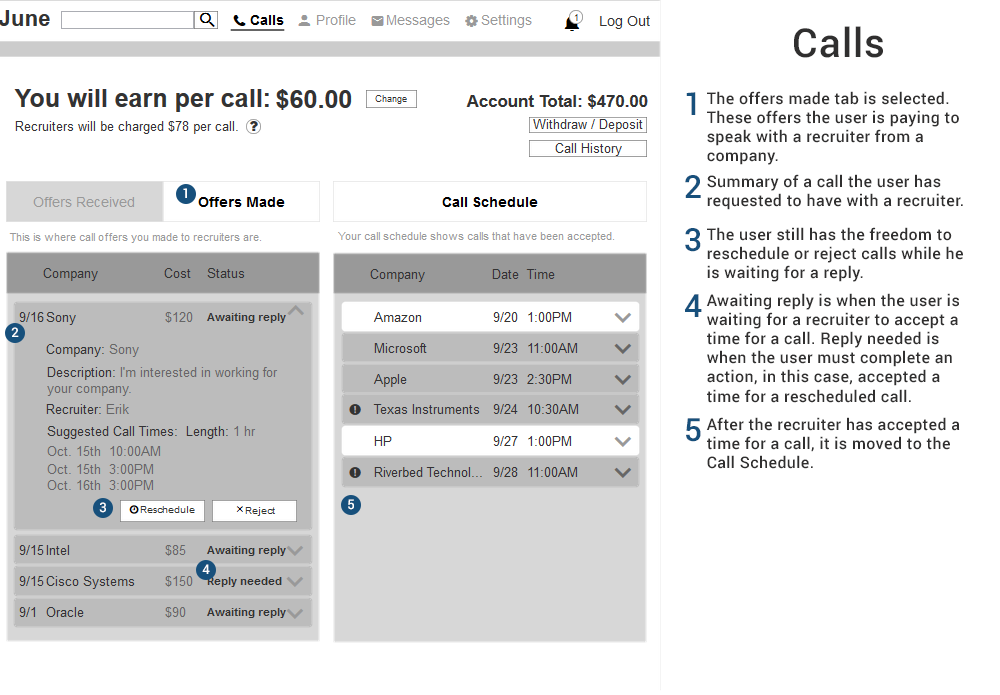 June Calls Profile Messages Settings 1 Log Out
You will earn per call: $60.00 Change
Recruiters will be charged $78 per call. ?
Account Total: $470.00
Withdraw / Deposit
Call History
Offers Received 1 Offers Made
This is where call offers you made to recruiters are.
Company Cost Status
9/16 Sony $120 Awaiting reply
2
Company: Sony
Description: I'm interested in working for
your company.
Recruiter: Erik
Suggested Call Times: Length: 1 hr
Oct. 15th 10:00AM
Oct. 15th 3:00PM
Oct. 16th 3:00PM
3 Reschedule Reject
9/15 Intel $85 Awaiting reply
4
9/15 Cisco Systems $150 Reply needed
9/1 Oracle $90 Awaiting reply
Call Schedule
Your call schedule shows calls that have been accepted.
Company Date Time
Amazon 9/20 1:00PM
Microsoft 9/23 11:00AM
Apple 9/23 2:30PM
! Texas Instruments 9/24 10:30AM
HP 9/27 1:00PM
! Riverbed Technol... 9/28 11:00AM
5
Calls
1 The offers made tab is selected.
These offers the user is paying to
speak with a recruiter from a
company.
2 Summary of a call the user has
requested to have with a recruiter.
3 The user still has the freedom to
reschedule or reject calls while he
is waiting for a reply.
4 Awaiting reply is when the user is
waiting for a recruiter to accept a
time for a call. Reply needed is
when the user must complete an
action, in this case, accepted a
time for a rescheduled call.
5 After the recruiter has accepted a
time for a call, it is moved to the
Call Schedule.